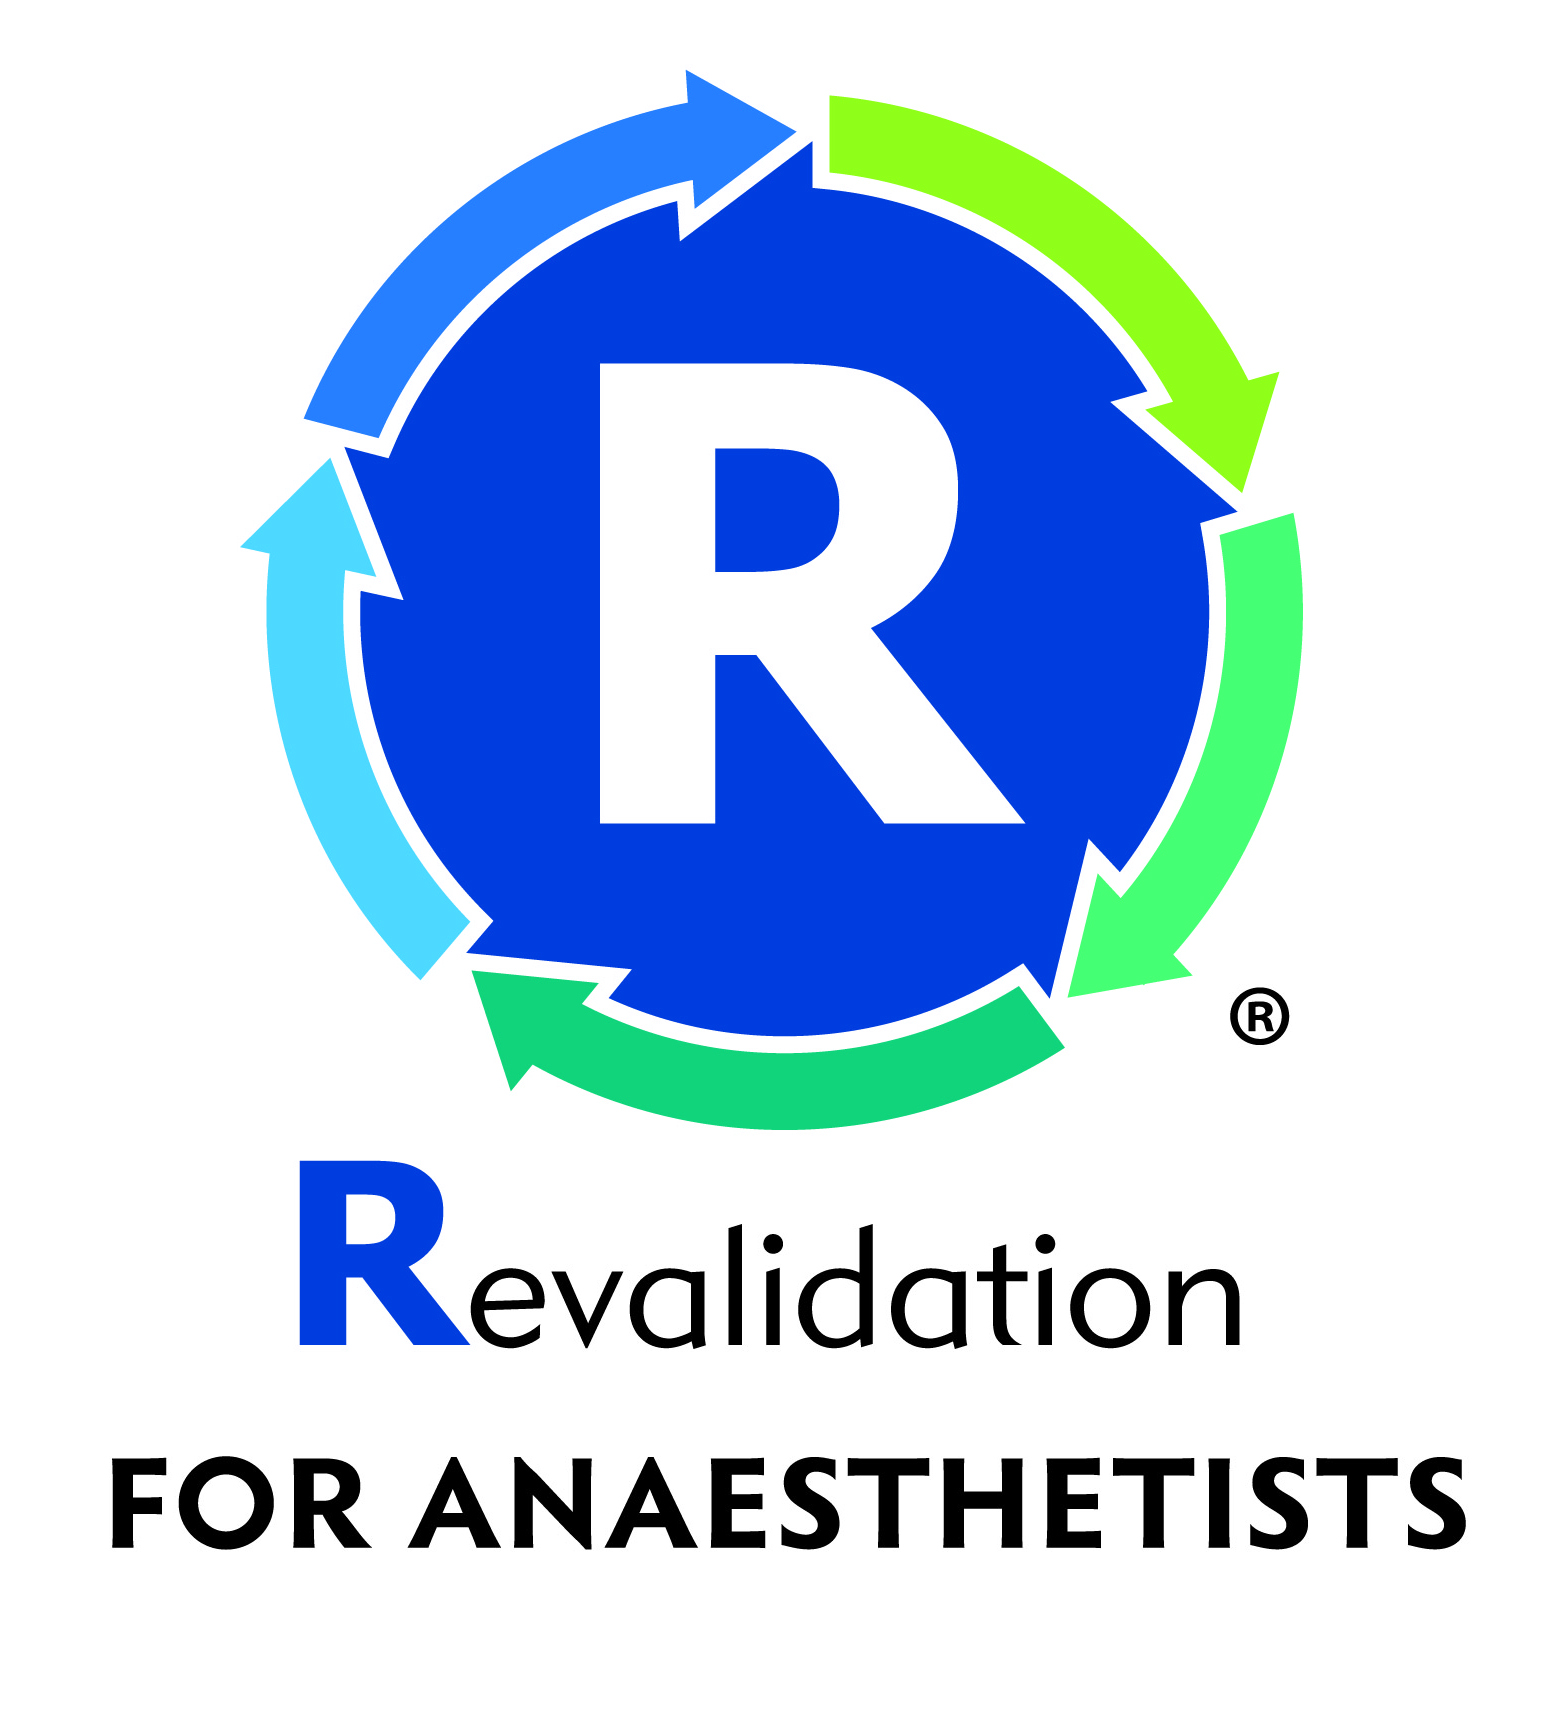 R
®
Revalidation
FOR ANAESTHETISTS